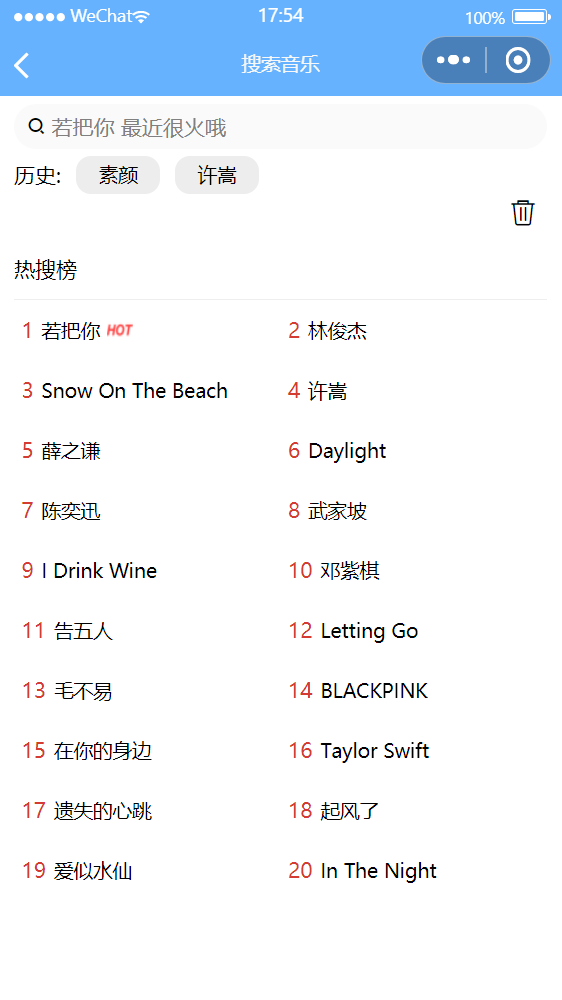 WeChat 17:54 100%
搜索音乐
若把你 最近很火哦
历史: 素颜 许嵩
热搜榜
1 若把你 HOT 2 林俊杰
3 Snow On The Beach 4 许嵩
5 薛之谦 6 Daylight
7 陈奕迅 8 武家坡
9 I Drink Wine 10 邓紫棋
11 告五人 12 Letting Go
13 毛不易 14 BLACKPINK
15 在你的身边 16 Taylor Swift
17 遗失的心跳 18 起风了
19 爱似水仙 20 In The Night